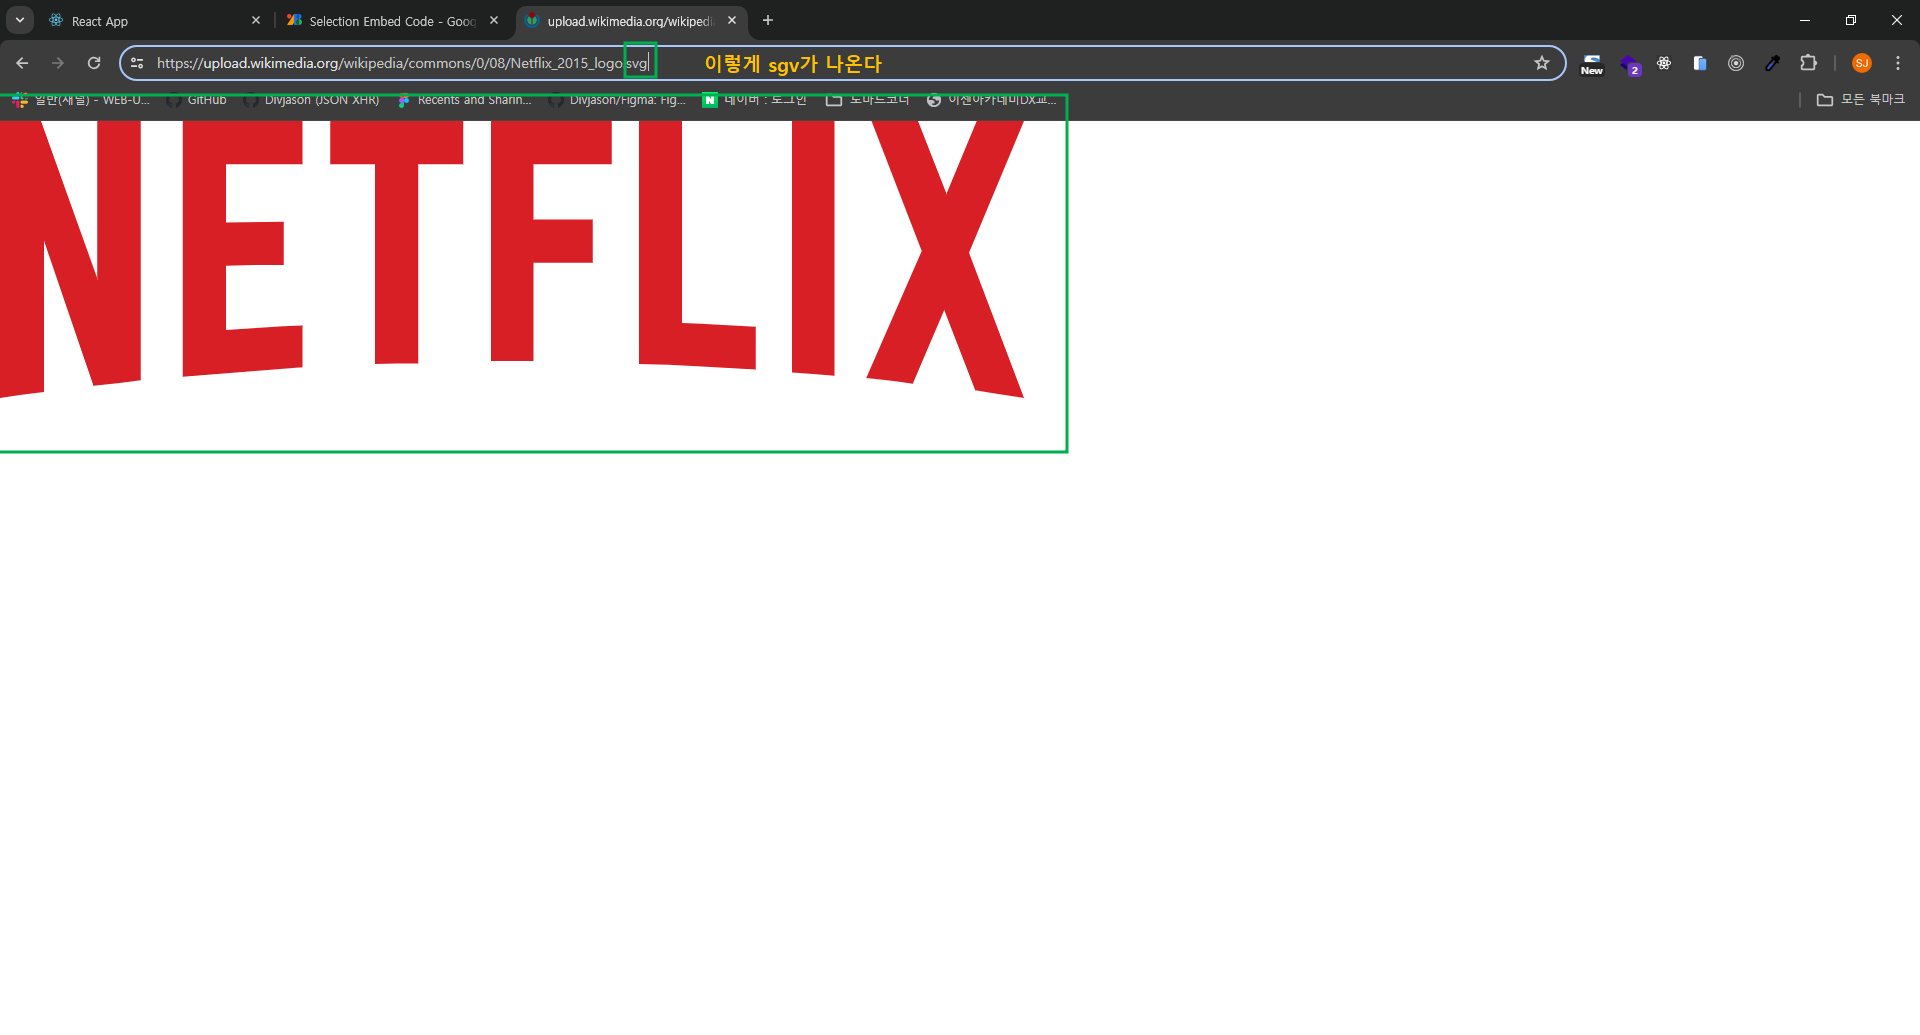 React App
Selection Embed Code - Goog
upload.wikimedia.org/wikipedi
https://upload.wikimedia.org/wikipedia/commons/0/08/Netflix_2015_logo.svg
이렇게 sgv가 나온다
New
2
SJ
일반(채널) - WEB-U...
GitHub
DivJason (JSON XHR)
Recents and Sharin...
DivJason/Figma: Fig...
N 네이버 : 로그인
노마드코더
이젠아카데미DX교...
모든 북마크
NETFLIX